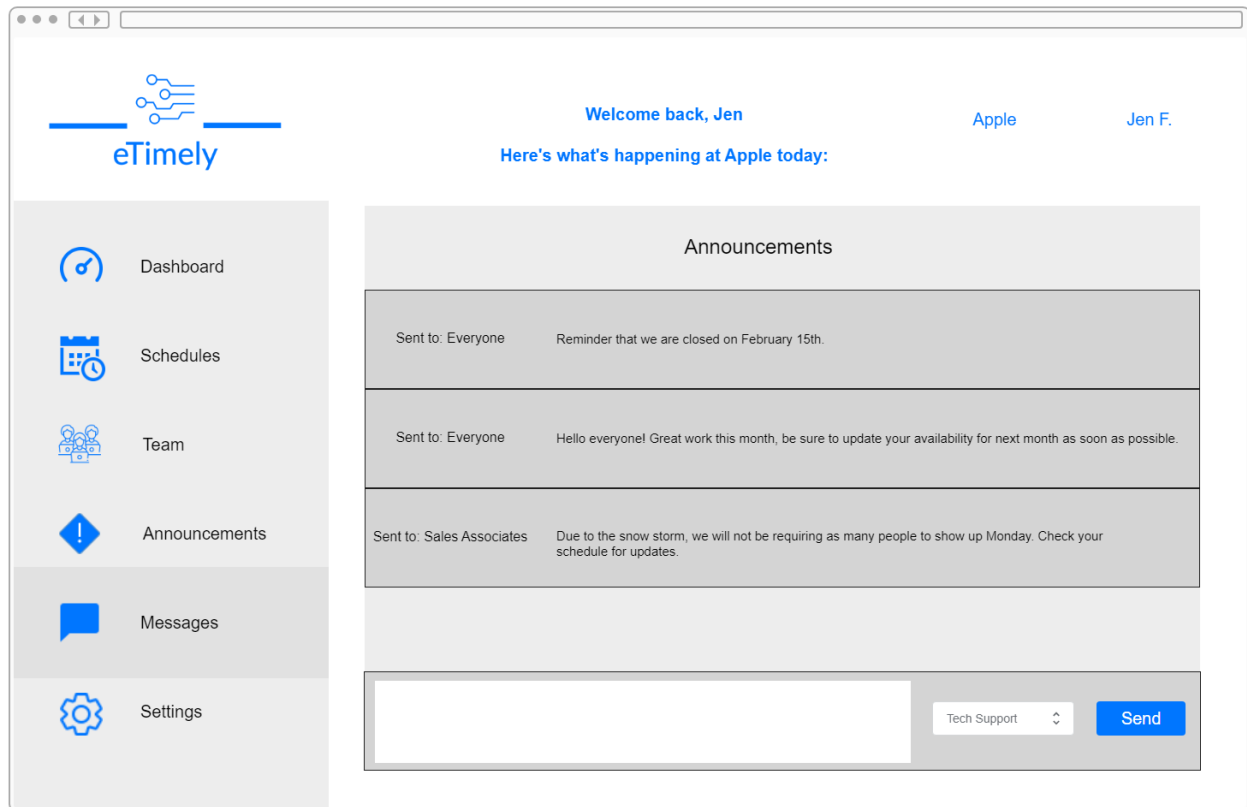 eTimely
Welcome back, Jen
Here's what's happening at Apple today:
Apple
Jen F.
Dashboard
Schedules
Team
Announcements
Messages
Settings
Announcements
Sent to: Everyone
Reminder that we are closed on February 15th.
Sent to: Everyone
Hello everyone! Great work this month, be sure to update your availability for next month as soon as possible.
Sent to: Sales Associates
Due to the snow storm, we will not be requiring as many people to show up Monday. Check your
schedule for updates.
Tech Support
Send